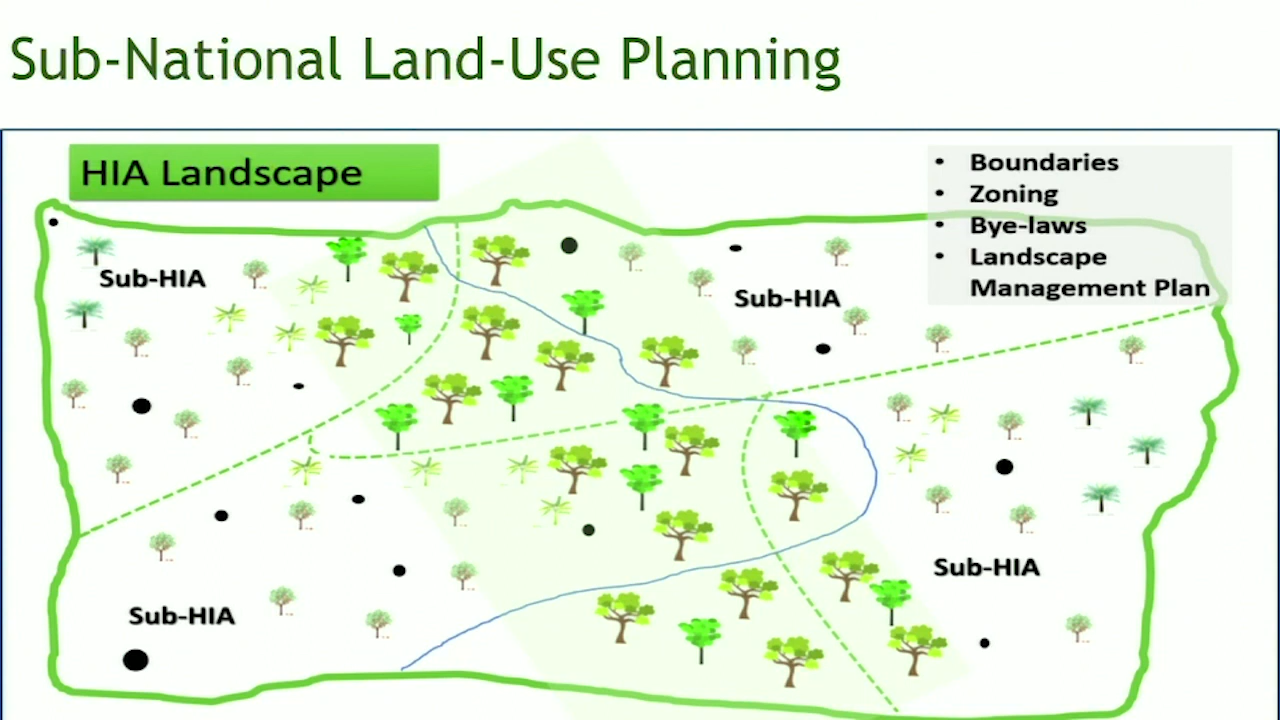 Sub-National Land-Use Planning
HIA Landscape
• Boundaries
• Zoning
• Bye-laws
• Landscape
Management Plan
Sub-HIA
Sub-HIA
Sub-HIA
Sub-HIA